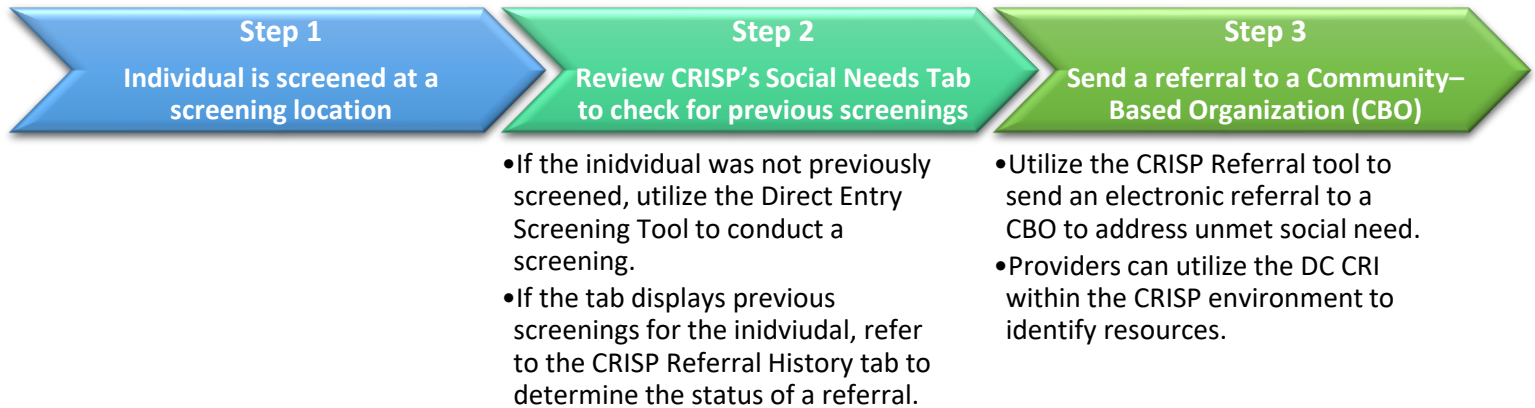 Step 1
Individual is screened at a
screening location
Step 2
Review CRISP's Social Needs Tab
to check for previous screenings
•If the inidvidual was not previously
screened, utilize the Direct Entry
Screening Tool to conduct a
screening.
•If the tab displays previous
screenings for the inidviudal, refer
to the CRISP Referral History tab to
determine the status of a referral.
Step 3
Send a referral to a Community–
Based Organization (CBO)
•Utilize the CRISP Referral tool to
send an electronic referral to a
CBO to address unmet social need.
•Providers can utilize the DC CRI
within the CRISP environment to
identify resources.